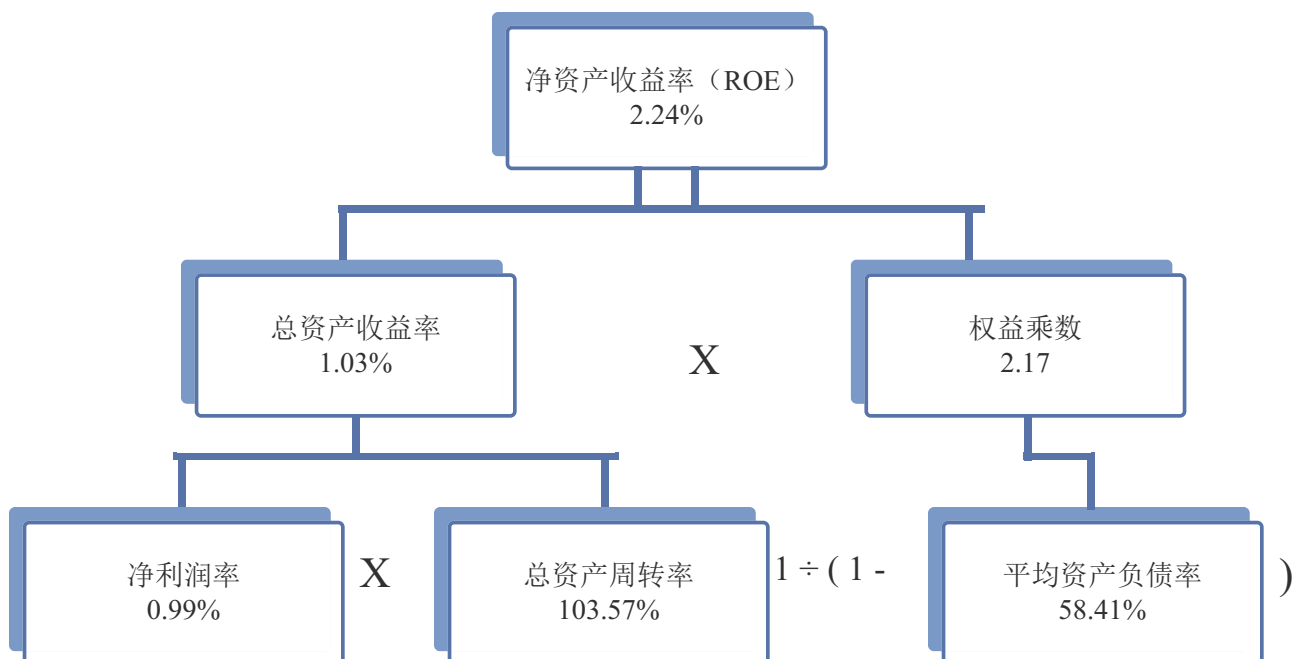 净资产收益率（ROE）
2.24%
总资产收益率
1.03%
X
权益乘数
2.17
净利润率
0.99%
X
总资产周转率
103.57%
1 ÷ ( 1 -
平均资产负债率
58.41%
)